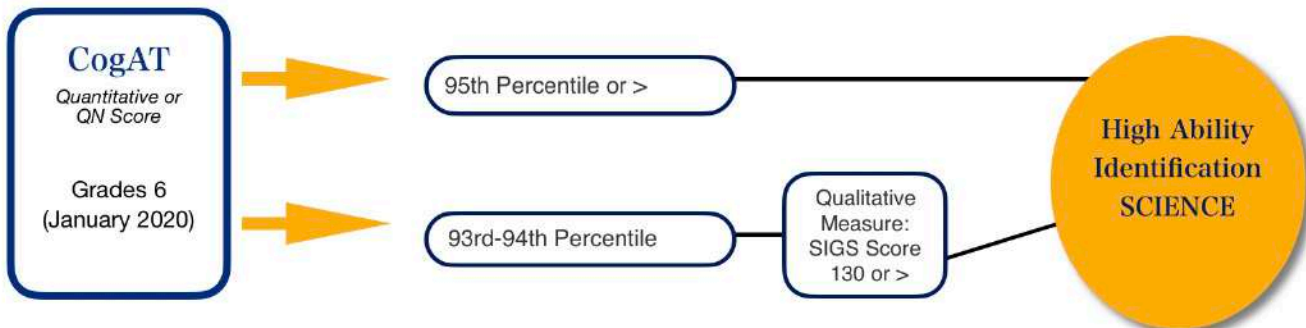 CogAT
Quantitative or
QN Score
Grades 6
(January 2020)
95th Percentile or >
93rd-94th Percentile
Qualitative
Measure:
SIGS Score
130 or >
High Ability
Identification
SCIENCE